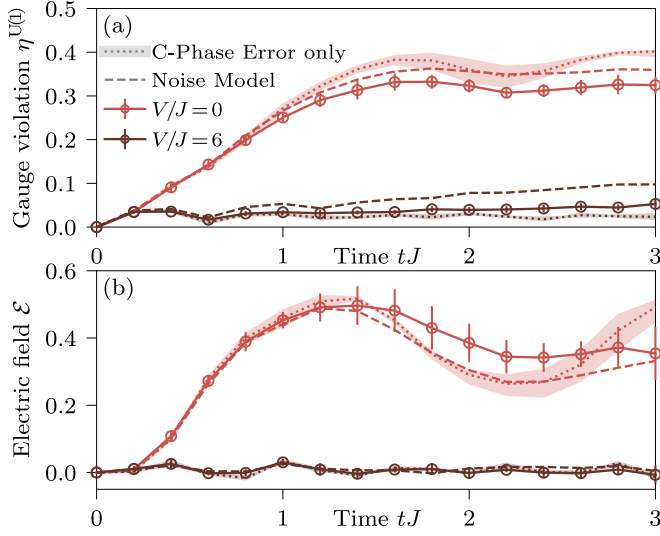 (a)
Gauge violation η^U(1)
0.5
0.4
0.3
0.2
0.1
0.0
C-Phase Error only
Noise Model
V/J = 0
V/J = 6
0 1 Time tJ 2 3
(b)
Electric field ℰ
0.6
0.4
0.2
0.0
0 1 Time tJ 2 3